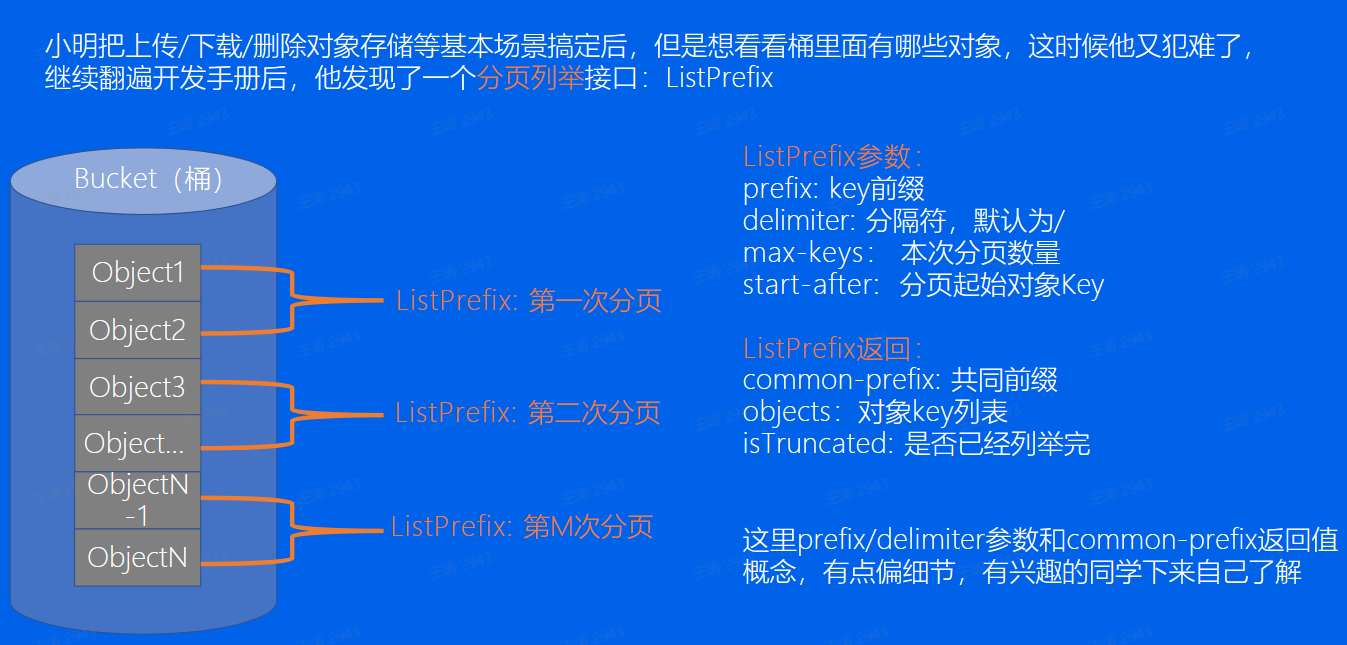 小明把上传/下载/删除对象存储等基本场景搞定后，但是想看看桶里面有哪些对象，这时候他又犯难了，
继续翻遍开发手册后，他发现了一个分页列举接口：ListPrefix
Bucket（桶）
Object1
Object2
Object3
Object...
ObjectN
-1
ObjectN
ListPrefix: 第一次分页
ListPrefix: 第二次分页
ListPrefix: 第M次分页
ListPrefix参数：
prefix: key前缀
delimiter: 分隔符，默认为/
max-keys： 本次分页数量
start-after： 分页起始对象Key
ListPrefix返回：
common-prefix: 共同前缀
objects：对象key列表
isTruncated: 是否已经列举完
这里prefix/delimiter参数和common-prefix返回值
概念，有点偏细节，有兴趣的同学下来自己了解
王涛 2943